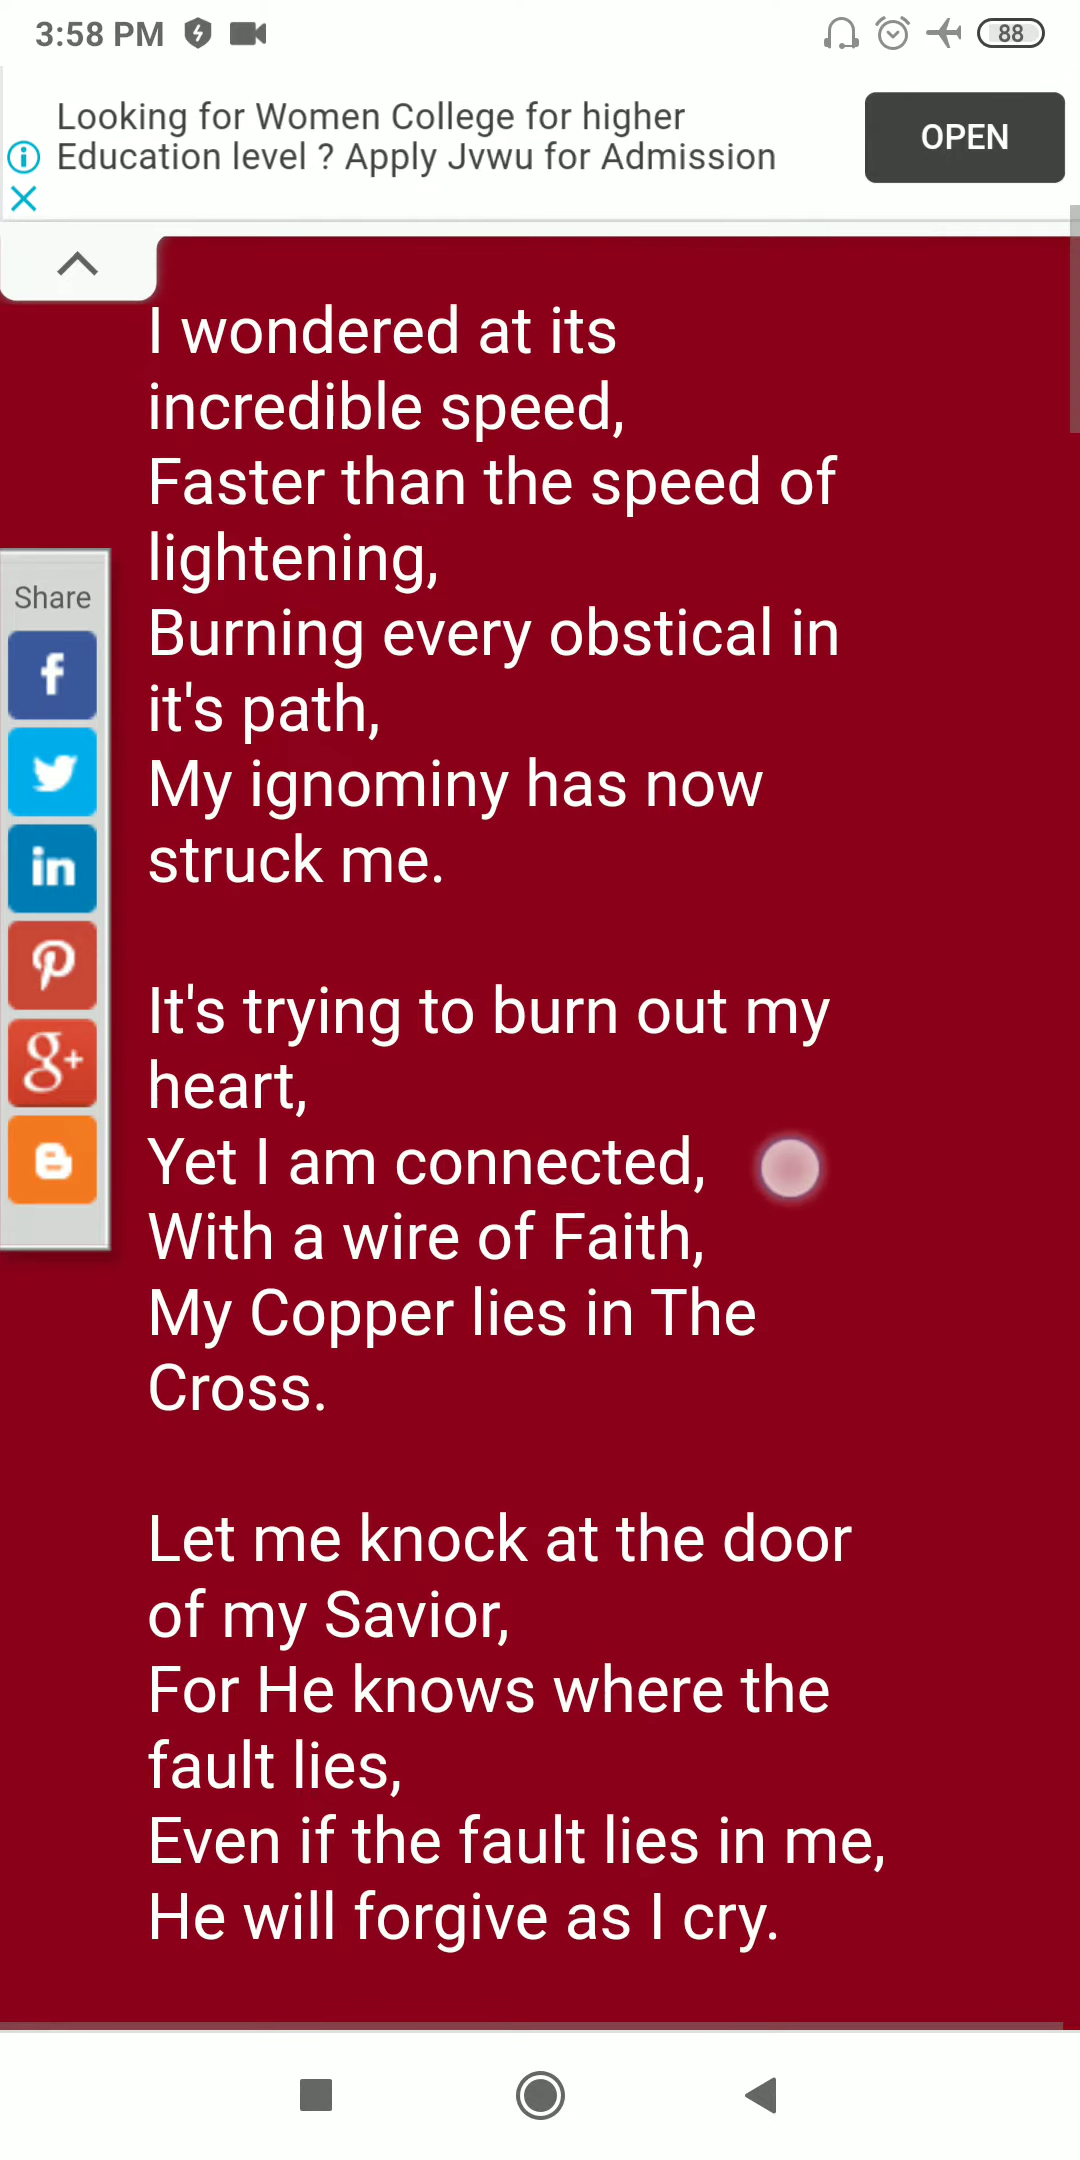 3:58 PM
88
Looking for Women College for higher
Education level ? Apply Jvwu for Admission
OPEN
I wondered at its
incredible speed,
Faster than the speed of
lightening,
Burning every obstical in
it's path,
My ignominy has now
struck me.
It's trying to burn out my
heart,
Yet I am connected,
With a wire of Faith,
My Copper lies in The
Cross.
Let me knock at the door
of my Savior,
For He knows where the
fault lies,
Even if the fault lies in me,
He will forgive as I cry.
Share
f
in
g+